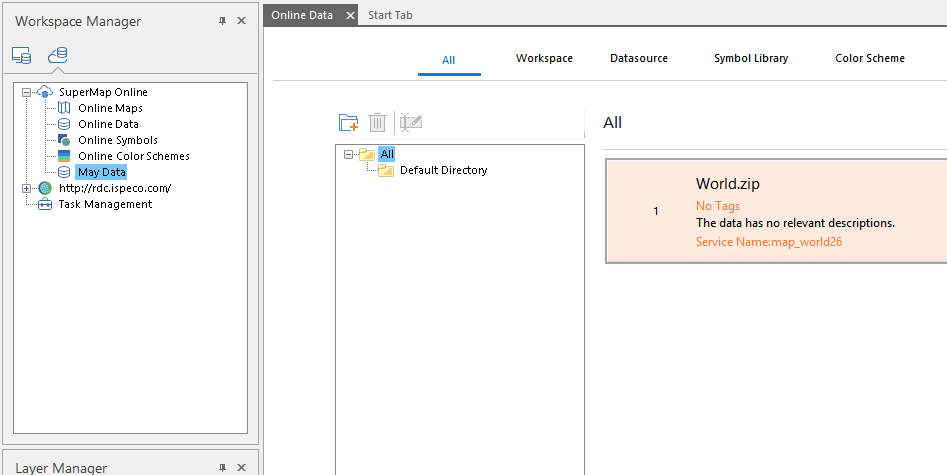 Workspace Manager
SuperMap Online
Online Maps
Online Data
Online Symbols
Online Color Schemes
May Data
http://rdc.ispeco.com/
Task Management
Layer Manager
Online Data
Start Tab
All
Workspace
Datasource
Symbol Library
Color Scheme
All
Default Directory
All
1
World.zip
No Tags
The data has no relevant descriptions.
Service Name:map_world26